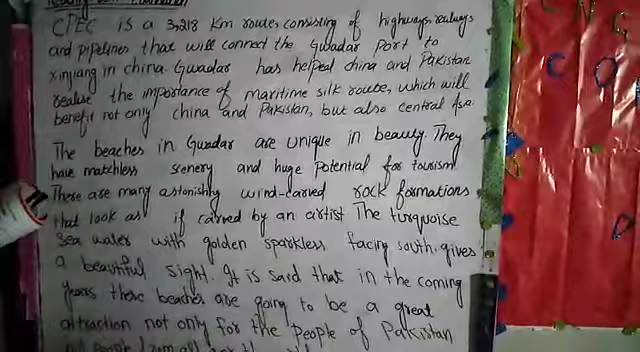 CPEC is a 3,218 Km route, consisting of highways, railways
and pipelines that will connect the Gwadar Port to
xinjiang in china. Gwadar has helped china and Pakistan
realise the importance of maritime silk route, which will
benefit not only china and Pakistan, but also central Asia.
The beaches in Gwadar are unique in beauty. They
have matchless scenery and huge potential for tourism
There are many astonishing wind-carved rock formations
that look as if carved by an artist The turquoise
Sea water with golden sparkless facing south. gives
a beautiful sight. It is said that in the coming
years these beaches are going to be a great
attraction not only for the people of Pakistan